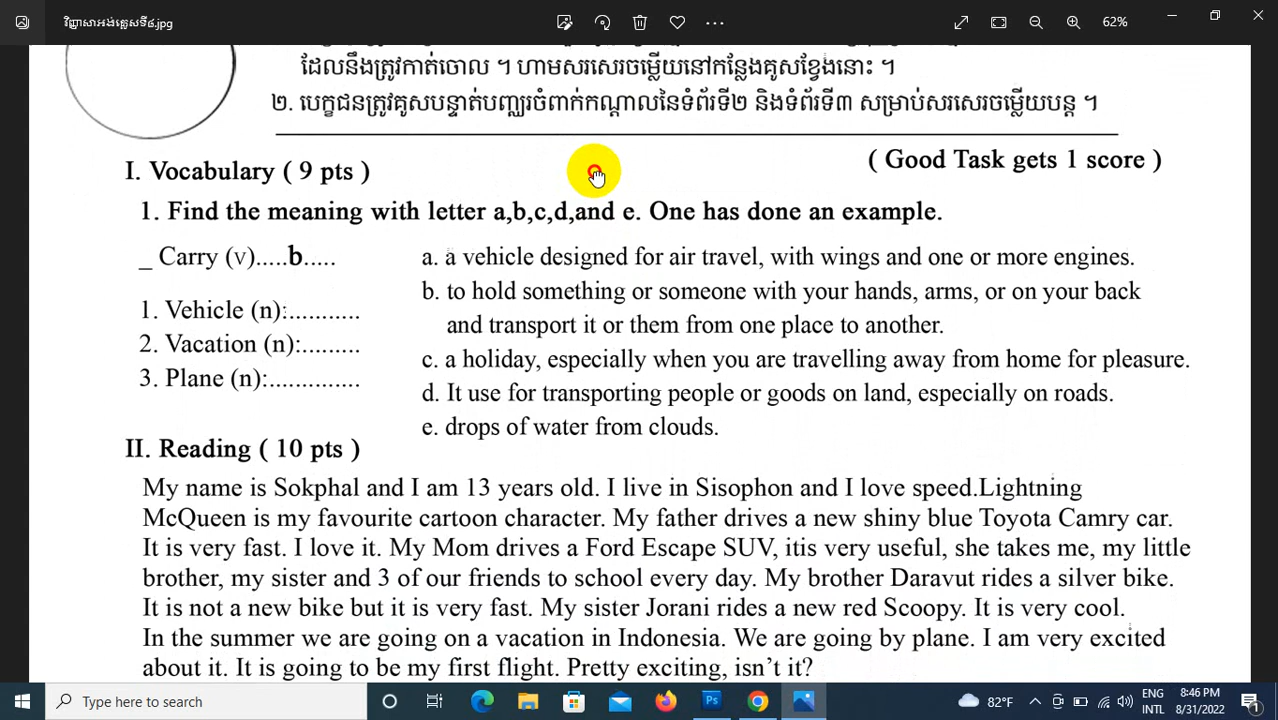 វិញ្ញាសាអង់គ្លេសទី៨.jpg
62%
ដែលនឹងត្រូវកាត់ចោល ។ ហាមសរសេរចម្លើយនៅកន្លែងគូសខ្វែងនោះ ។
២. បេក្ខជនត្រូវគូសបន្ទាត់បញ្ឈរចំពាក់កណ្តាលនៃទំព័រទី២ និងទំព័រទី៣ សម្រាប់សរសេរចម្លើយបន្ត ។
( Good Task gets 1 score )
I. Vocabulary ( 9 pts )
1. Find the meaning with letter a,b,c,d,and e. One has done an example.
_ Carry (v).....b.....
a. a vehicle designed for air travel, with wings and one or more engines.
b. to hold something or someone with your hands, arms, or on your back
and transport it or them from one place to another.
1. Vehicle (n):...........
2. Vacation (n):.........
c. a holiday, especially when you are travelling away from home for pleasure.
3. Plane (n):..............
d. It use for transporting people or goods on land, especially on roads.
e. drops of water from clouds.
II. Reading ( 10 pts )
My name is Sokphal and I am 13 years old. I live in Sisophon and I love speed.Lightning
McQueen is my favourite cartoon character. My father drives a new shiny blue Toyota Camry car.
It is very fast. I love it. My Mom drives a Ford Escape SUV, itis very useful, she takes me, my little
brother, my sister and 3 of our friends to school every day. My brother Daravut rides a silver bike.
It is not a new bike but it is very fast. My sister Jorani rides a new red Scoopy. It is very cool.
In the summer we are going on a vacation in Indonesia. We are going by plane. I am very excited
about it. It is going to be my first flight. Pretty exciting, isn't it?
Type here to search
Ps
82°F
ENG
INTL
8:46 PM
8/31/2022